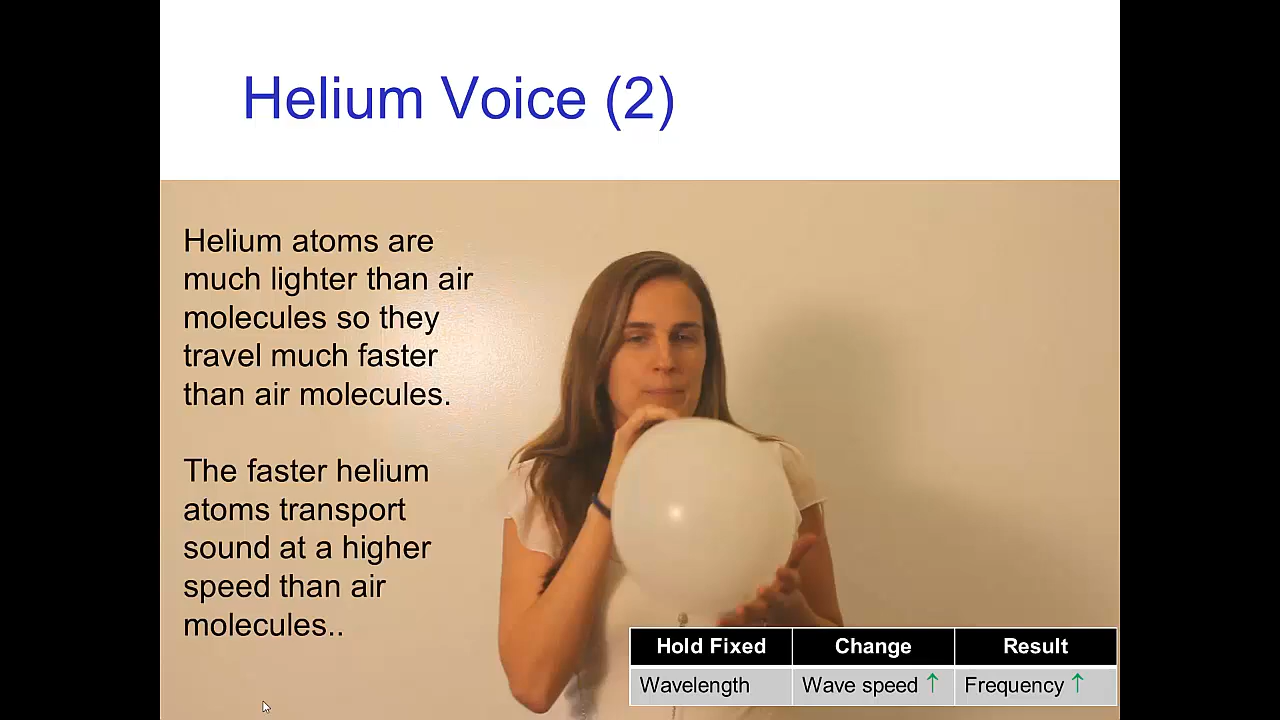 Helium Voice (2)
Helium atoms are
much lighter than air
molecules so they
travel much faster
than air molecules.
The faster helium
atoms transport
sound at a higher
speed than air
molecules..
Hold Fixed Change Result
Wavelength Wave speed ↑ Frequency ↑